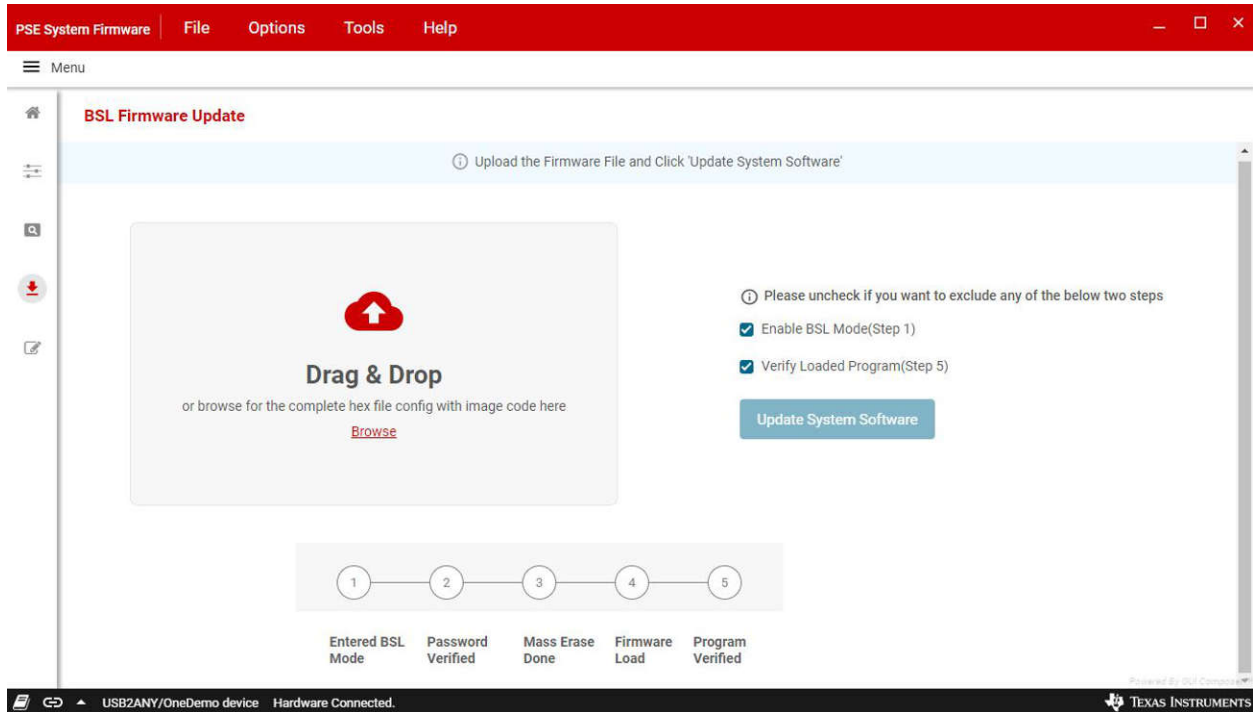 PSE System Firmware File Options Tools Help
Menu
BSL Firmware Update
Upload the Firmware File and Click 'Update System Software'
Please uncheck if you want to exclude any of the below two steps
Enable BSL Mode(Step 1)
Verify Loaded Program(Step 5)
Update System Software
Drag & Drop
or browse for the complete hex file config with image code here
Browse
1 2 3 4 5
Entered BSL Mode
Password Verified
Mass Erase Done
Firmware Load
Program Verified
Powered By GUI Composer
USB2ANY/OneDemo device Hardware Connected.
TEXAS INSTRUMENTS